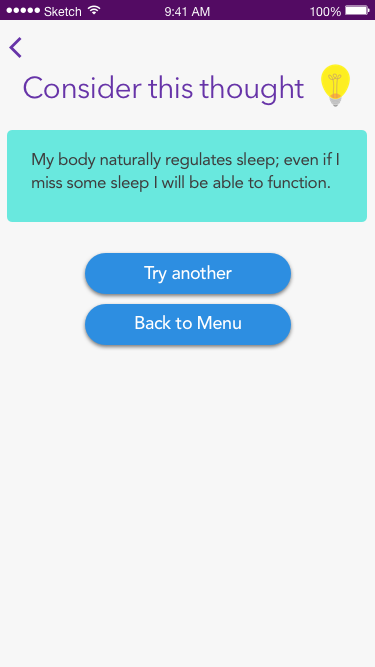 Sketch 9:41 AM 100%
Consider this thought
My body naturally regulates sleep; even if I
miss some sleep I will be able to function.
Try another
Back to Menu